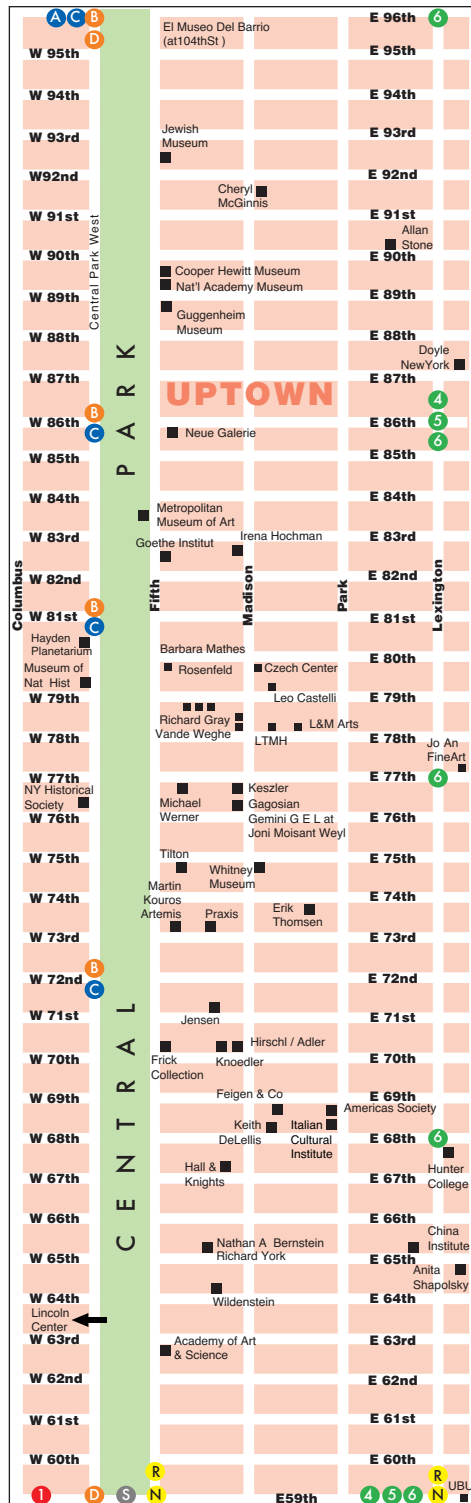 A C B
D
El Museo Del Barrio
(at104thSt )
E 96th
6
W 95th
E 95th
W 94th
E 94th
W 93rd
Jewish
Museum
E 93rd
W92nd
E 92nd
Cheryl
McGinnis
W 91st
E 91st
Allan
Stone
Central Park West
W 90th
E 90th
Cooper Hewitt Museum
Nat'l Academy Museum
W 89th
E 89th
Guggenheim
Museum
W 88th
E 88th
Doyle
NewYork
W 87th
E 87th
UPTOWN
4
B
W 86th
E 86th
5
C
Neue Galerie
6
W 85th
E 85th
W 84th
E 84th
Metropolitan
Museum of Art
W 83rd
E 83rd
Goethe Institut
Irena Hochman
W 82nd
E 82nd
Columbus
Fifth
Madison
Park
Lexington
B
W 81st
E 81st
C
Hayden
Planetarium
Barbara Mathes
E 80th
Museum of
Nat Hist
Rosenfeld
Czech Center
W 79th
E 79th
Leo Castelli
Richard Gray
Vande Weghe
L&M Arts
LTMH
W 78th
E 78th
Jo An
FineArt
W 77th
E 77th
6
NY Historical
Society
Michael
Werner
Keszler
Gagosian
Gemini G E L at
Joni Moisant Weyl
W 76th
E 76th
W 75th
E 75th
Tilton
Whitney
Museum
W 74th
E 74th
Martin
Kouros
Artemis
Praxis
Erik
Thomsen
W 73rd
E 73rd
B
W 72nd
E 72nd
C
W 71st
E 71st
Jensen
W 70th
E 70th
Frick
Collection
Knoedler
Hirschl / Adler
W 69th
E 69th
Feigen & Co
Americas Society
W 68th
E 68th
6
Keith
DeLellis
Italian
Cultural
Institute
Hunter
College
W 67th
E 67th
Hall &
Knights
W 66th
E 66th
China
Institute
W 65th
E 65th
Nathan A Bernstein
Richard York
Anita
Shapolsky
W 64th
E 64th
Wildenstein
Lincoln
Center
W 63rd
E 63rd
Academy of Art
& Science
W 62nd
E 62nd
W 61st
E 61st
W 60th
E 60th
CENTRAL PARK
R
R
1
D
S
N
E59th
4 5 6
N
UBU